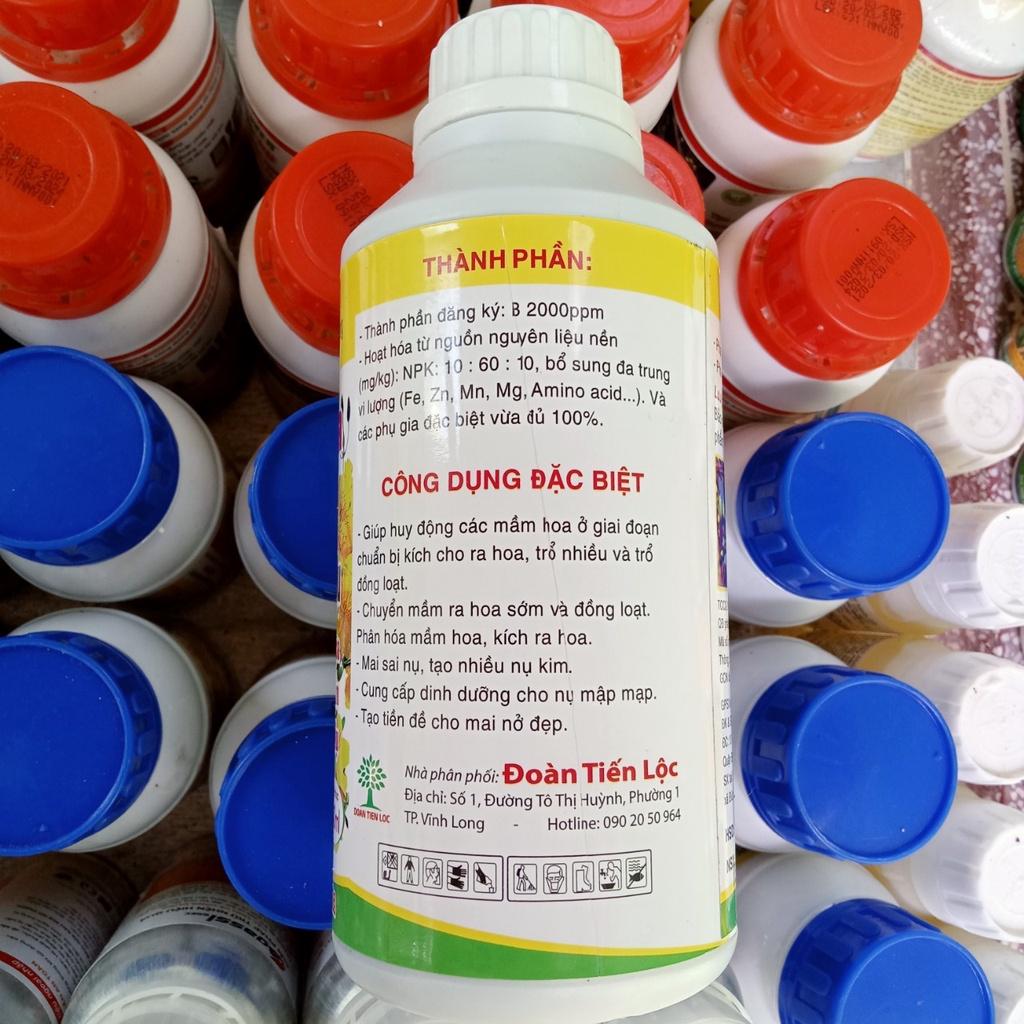 THÀNH PHẦN:
- Thành phần đăng ký: B 2000ppm
- Hoạt hóa từ nguồn nguyên liệu nền
(mg/kg): NPK: 10 : 60 : 10, bổ sung đa trung
vi lượng (Fe, Zn, Mn, Mg, Amino acid...). Và
các phụ gia đặc biệt vừa đủ 100%.
CÔNG DỤNG ĐẶC BIỆT
- Giúp huy động các mầm hoa ở giai đoạn
chuẩn bị kích cho ra hoa, trổ nhiều và trổ
đồng loạt.
- Chuyển mầm ra hoa sớm và đồng loạt.
Phân hóa mầm hoa, kích ra hoa.
- Mai sai nụ, tạo nhiều nụ kim.
- Cung cấp dinh dưỡng cho nụ mập mạp.
- Tạo tiền đề cho mai nở đẹp.
DOAN TIEN LOC
Nhà phân phối: Đoàn Tiến Lộc
Địa chỉ: Số 1, Đường Tô Thị Huỳnh, Phường 1
TP. Vĩnh Long - Hotline: 090 20 50 964